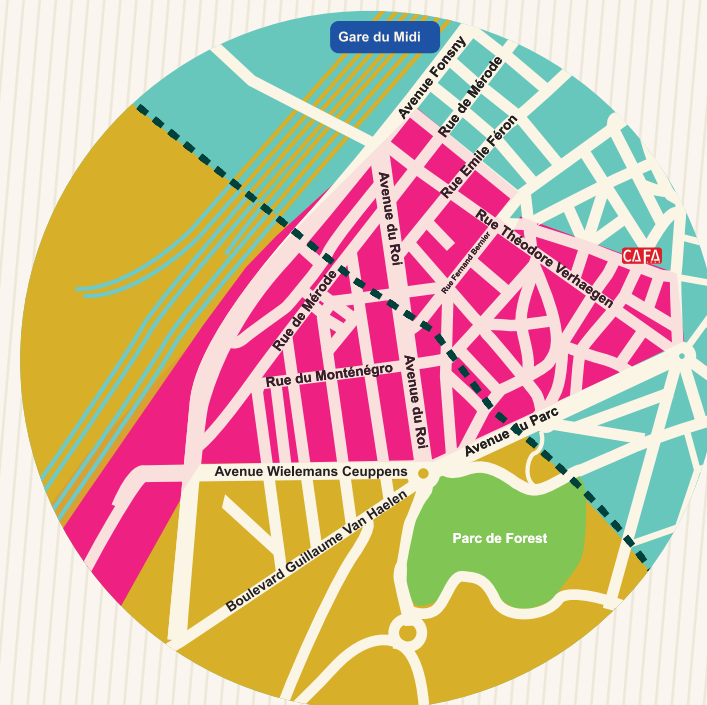 Gare du Midi
Avenue Fonsny
Rue de Mérode
Rue Emile Féron
Avenue du Roi
Rue Théodore Verhaegen
Rue Fernand Bernier
CAFA
Rue de Mérode
Rue du Monténégro
Avenue du Roi
Avenue du Parc
Avenue Wielemans Ceuppens
Boulevard Guillaume Van Haelen
Parc de Forest